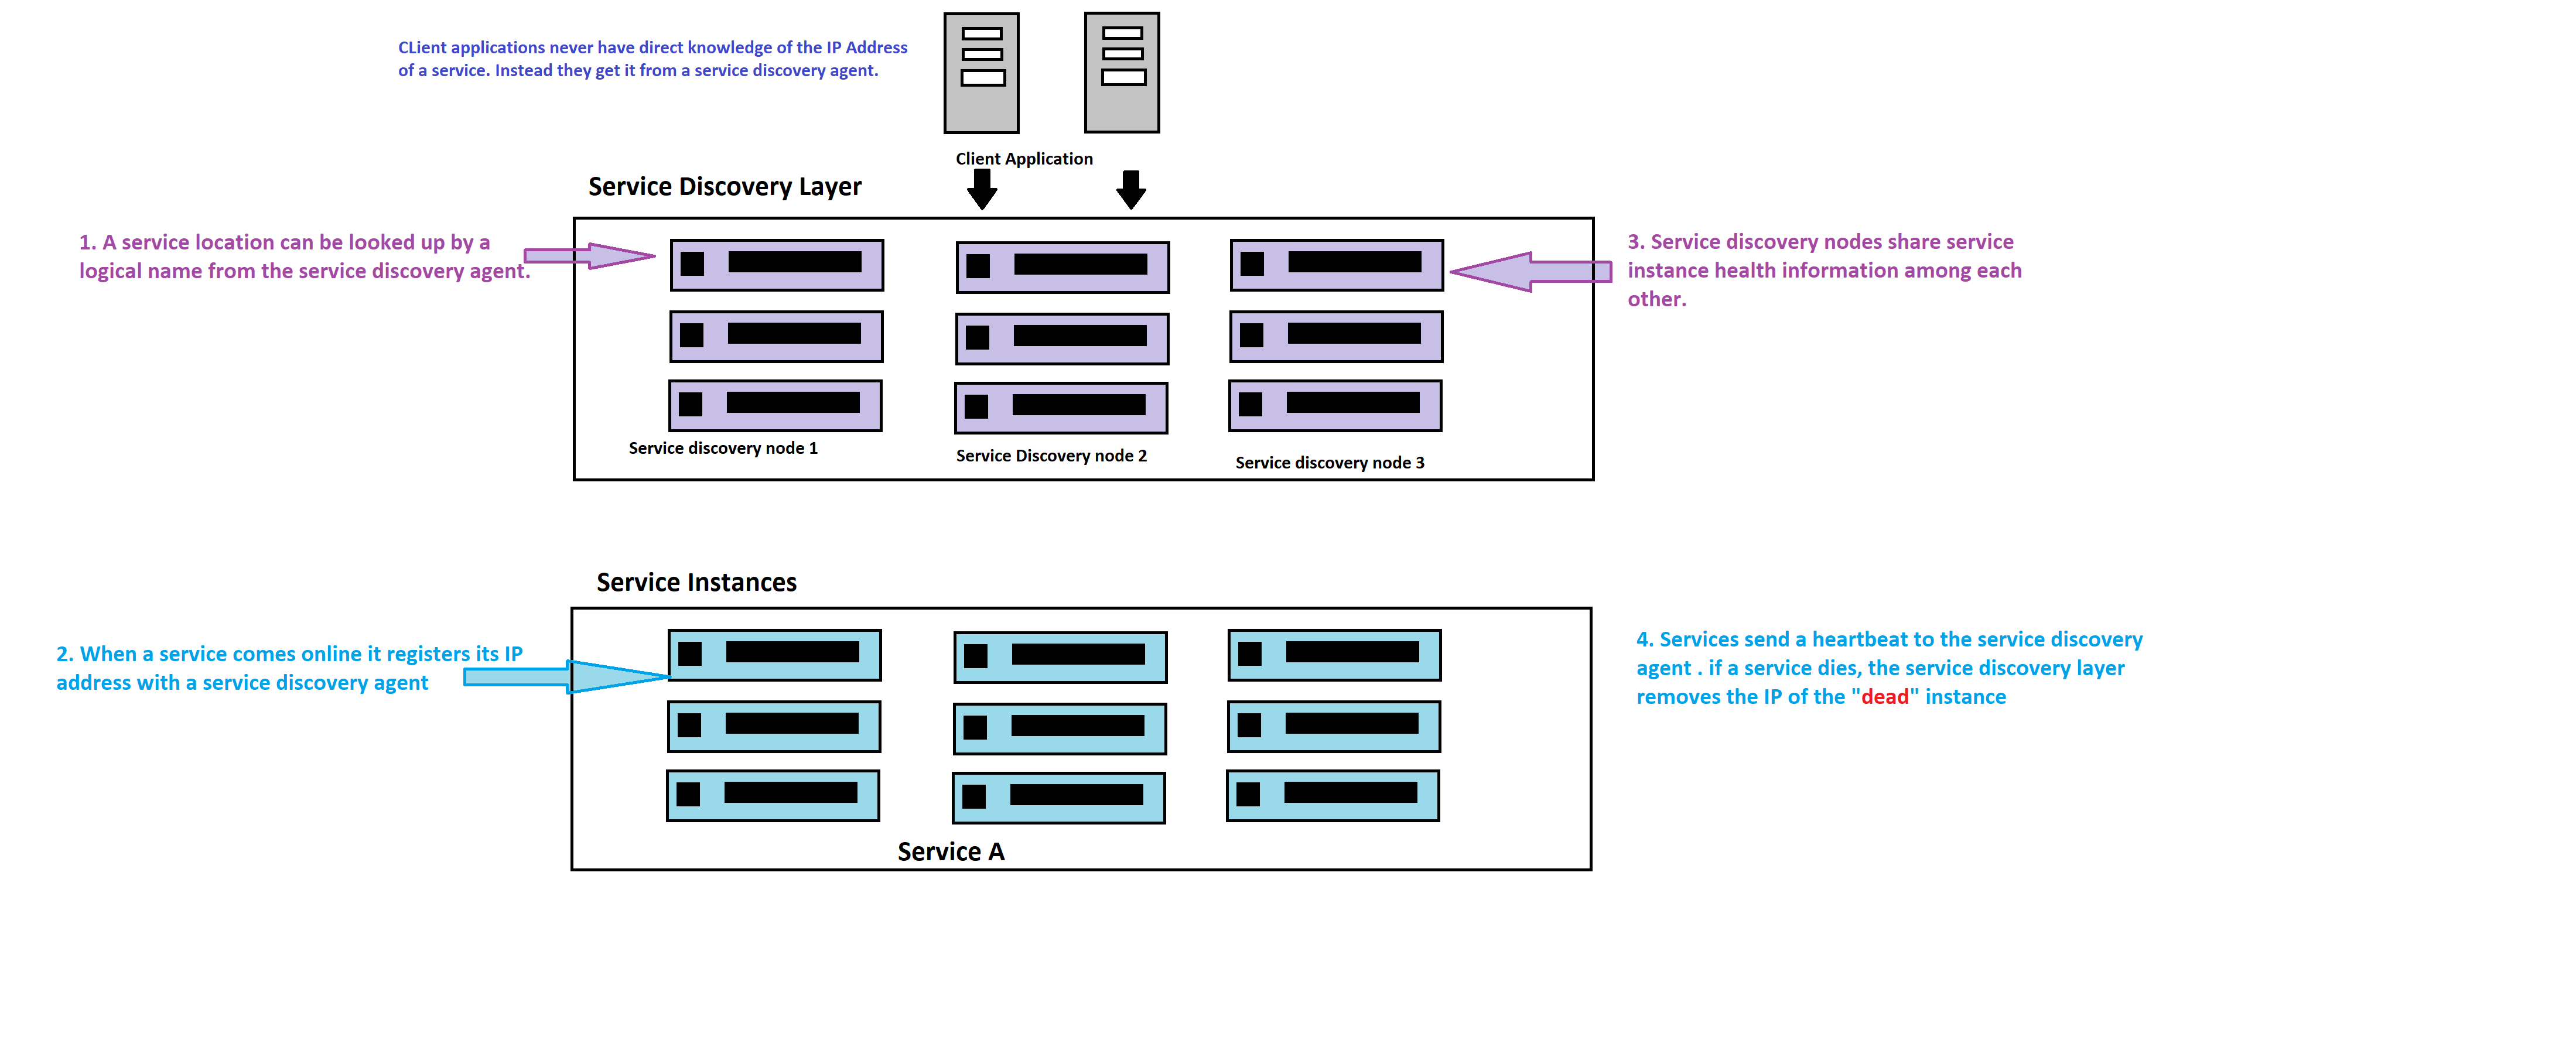 CLient applications never have direct knowledge of the IP Address
of a service. Instead they get it from a service discovery agent.
Client Application
Service Discovery Layer
1. A service location can be looked up by a
logical name from the service discovery agent.
3. Service discovery nodes share service
instance health information among each
other.
Service discovery node 1
Service Discovery node 2
Service discovery node 3
Service Instances
2. When a service comes online it registers its IP
address with a service discovery agent
4. Services send a heartbeat to the service discovery
agent . if a service dies, the service discovery layer
removes the IP of the "dead" instance
Service A